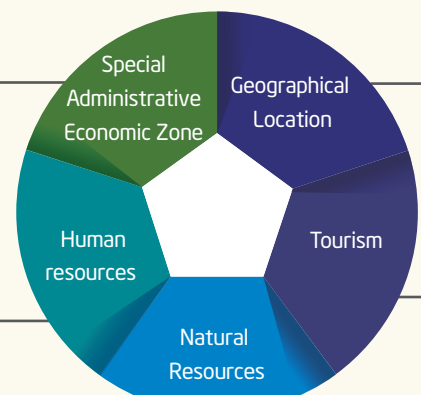 Special
Administrative
Economic Zone
Geographical
Location
Human
resources
Tourism
Natural
Resources